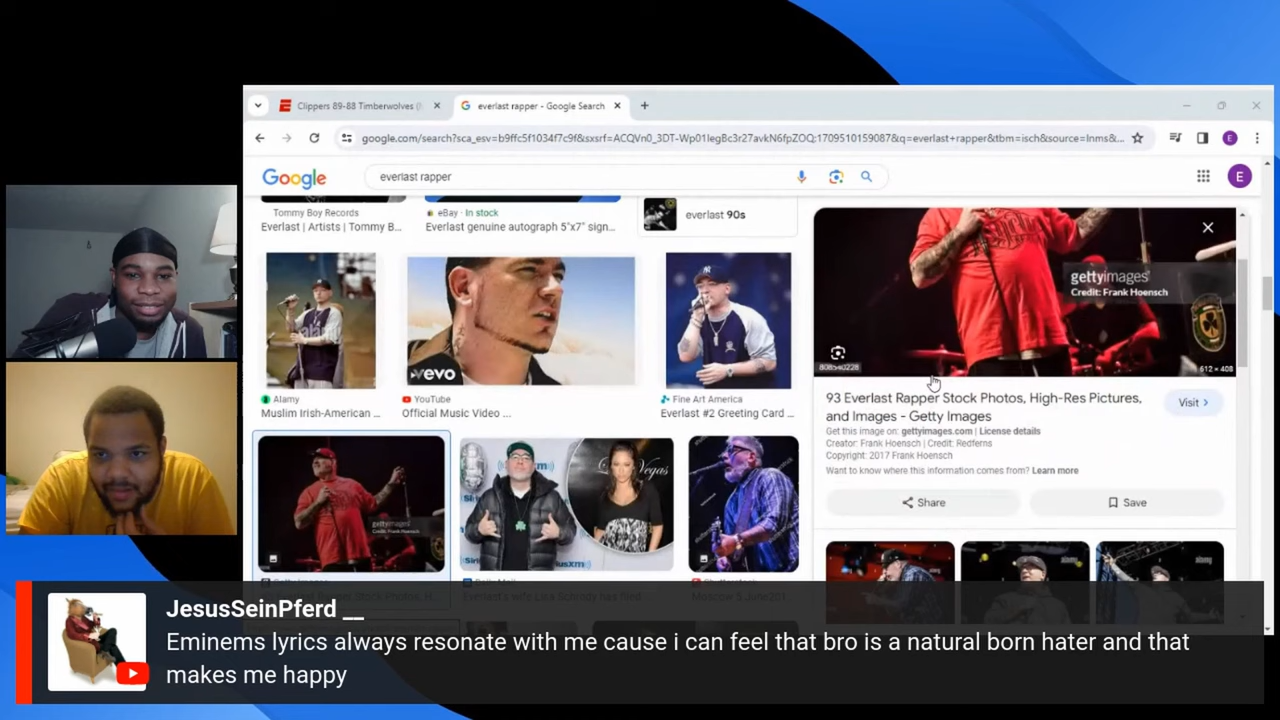 Clippers 89-88 Timberwolves (
everlast rapper - Google Search
google.com/search?sca_esv=b9ffc5f1034f7c9f&sxsrf=ACQVn0_3DT-Wp01IegBc3r27avkN6fpZOQ:1709510159087&q=everlast+rapper&tbm=isch&source=lnms&...
E
Google
everlast rapper
E
Tommy Boy Records
Everlast | Artists | Tommy B...
eBay · In stock
Everlast genuine autograph 5"x7" sign...
everlast 90s
vevo
Alamy
Muslim Irish-American ...
YouTube
Official Music Video ...
Fine Art America
Everlast #2 Greeting Card ...
gettyimages
Credit: Frank Hoensch
808540228
612 × 408
93 Everlast Rapper Stock Photos, High-Res Pictures,
and Images - Getty Images
Visit
Get this image on: gettyimages.com | License details
Creator: Frank Hoensch | Credit: Redferns
Copyright: 2017 Frank Hoensch
Want to know where this information comes from? Learn more
Share
Save
gettyimages
JesusSeinPferd __
Eminems lyrics always resonate with me cause i can feel that bro is a natural born hater and that
makes me happy